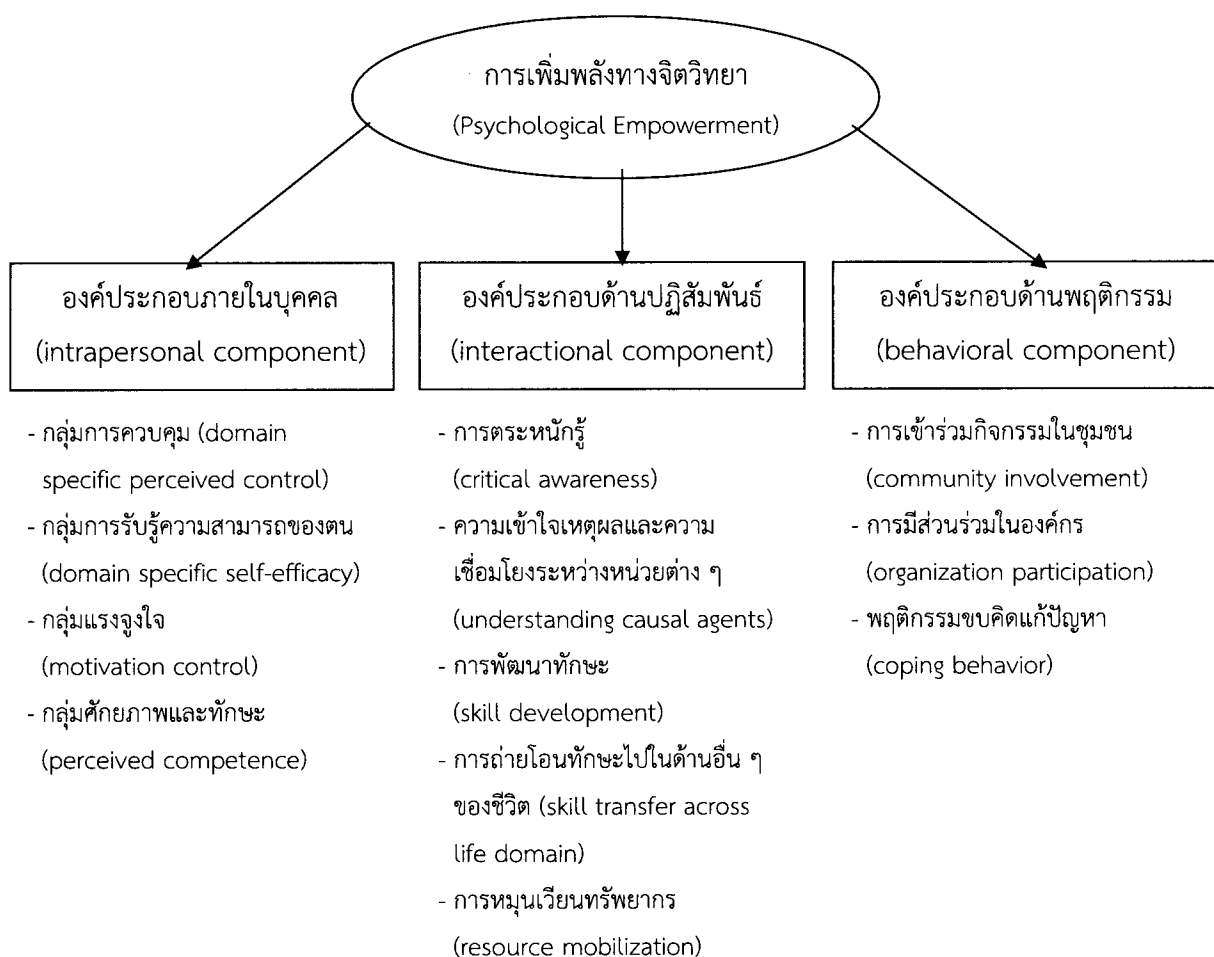 การเพิ่มพลังทางจิตวิทยา
(Psychological Empowerment)
องค์ประกอบภายในบุคคล
(intrapersonal component)
- กลุ่มการควบคุม (domain
specific perceived control)
- กลุ่มการรับรู้ความสามารถของตน
(domain specific self-efficacy)
- กลุ่มแรงจูงใจ
(motivation control)
- กลุ่มศักยภาพและทักษะ
(perceived competence)
องค์ประกอบด้านปฏิสัมพันธ์
(interactional component)
- การตระหนักรู้
(critical awareness)
- ความเข้าใจเหตุผลและความ
เชื่อมโยงระหว่างหน่วยต่าง ๆ
(understanding causal agents)
- การพัฒนาทักษะ
(skill development)
- การถ่ายโอนทักษะไปในด้านอื่น ๆ
ของชีวิต (skill transfer across
life domain)
- การหมุนเวียนทรัพยากร
(resource mobilization)
องค์ประกอบด้านพฤติกรรม
(behavioral component)
- การเข้าร่วมกิจกรรมในชุมชน
(community involvement)
- การมีส่วนร่วมในองค์กร
(organization participation)
- พฤติกรรมขบคิดแก้ปัญหา
(coping behavior)